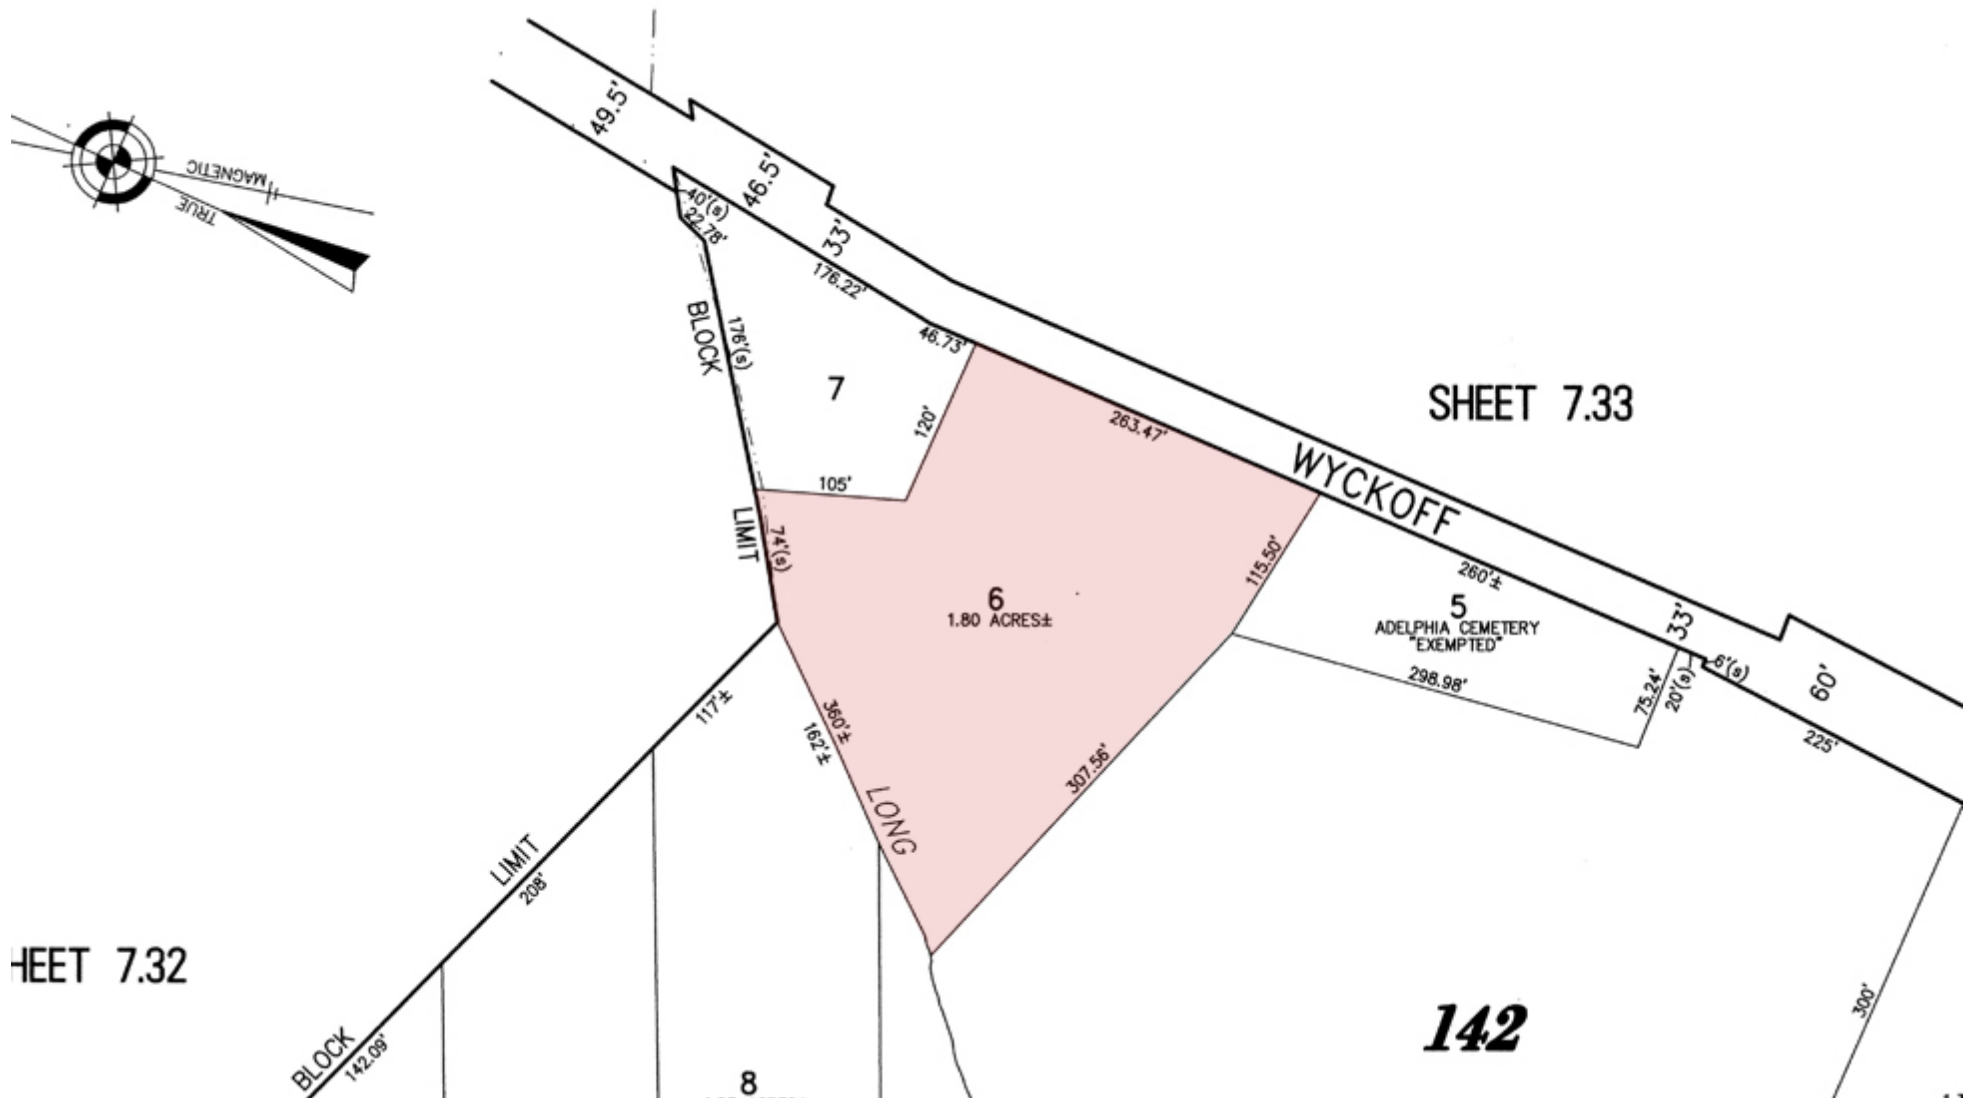 49.5'
46.5'
40'(s)
22.78'
33'
MAGNETIC
TRUE
176.22'
BLOCK
176'(s)
46.73'
7
120'
SHEET 7.33
263.47'
WYCKOFF
105'
LIMIT
74'(s)
115.50'
260'±
6
1.80 ACRES±
5
ADELPHIA CEMETERY
"EXEMPTED"
33'
6'(s)
20'(s)
75.24'
298.98'
60'
225'
117'±
360'±
162'±
307.56'
LONG
LIMIT
208'
HEET 7.32
142
300'
BLOCK
142.09'
8